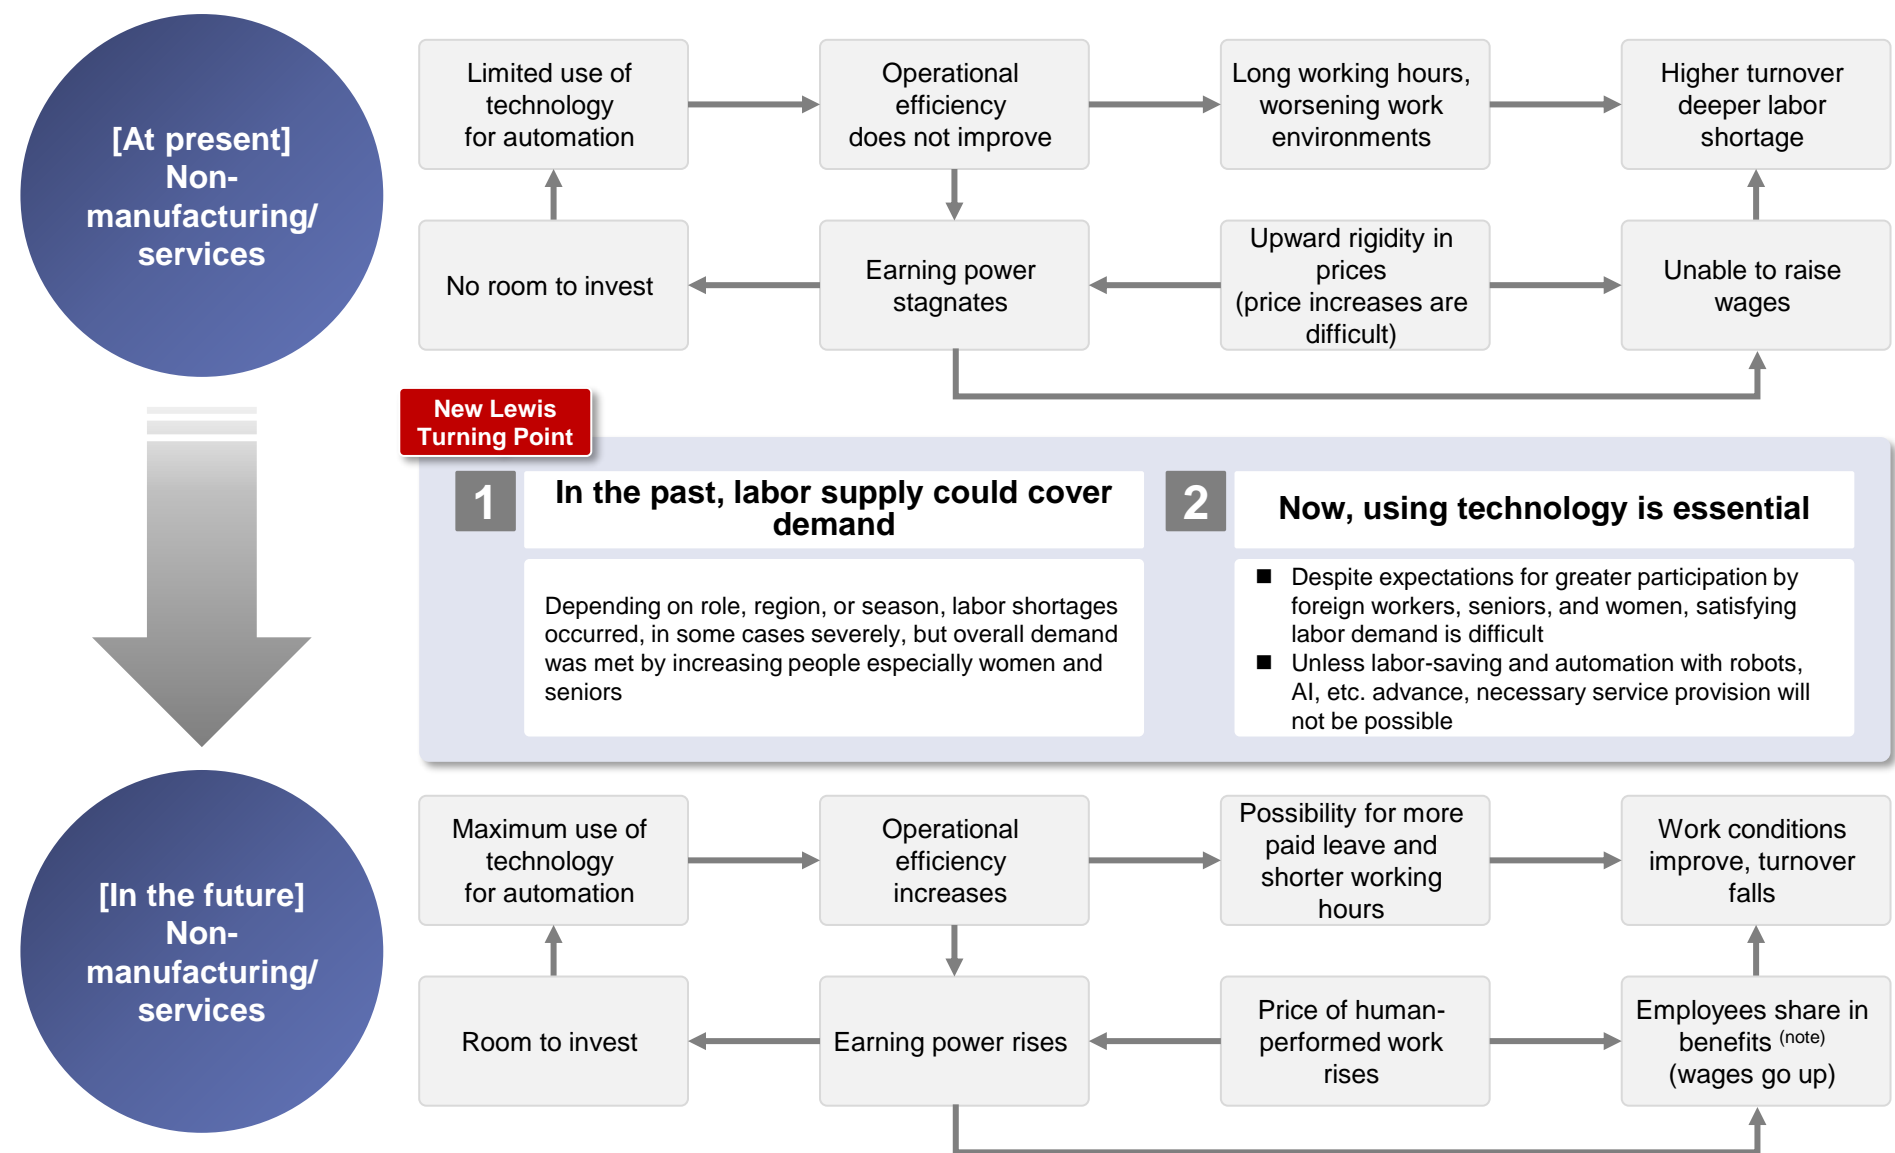 [At present]
Non-
manufacturing/
services
Limited use of
technology
for automation
Operational
efficiency
does not improve
Long working hours,
worsening work
environments
Higher turnover
deeper labor
shortage
No room to invest
Earning power
stagnates
Upward rigidity in
prices
(price increases are
difficult)
Unable to raise
wages
New Lewis
Turning Point
1
In the past, labor supply could cover
demand
Depending on role, region, or season, labor shortages
occurred, in some cases severely, but overall demand
was met by increasing people especially women and
seniors
2
Now, using technology is essential
■ Despite expectations for greater participation by
foreign workers, seniors, and women, satisfying
labor demand is difficult
■ Unless labor-saving and automation with robots,
AI, etc. advance, necessary service provision will
not be possible
[In the future]
Non-
manufacturing/
services
Maximum use of
technology
for automation
Operational
efficiency
increases
Possibility for more
paid leave and
shorter working
hours
Work conditions
improve, turnover
falls
Room to invest
Earning power rises
Price of human-
performed work
rises
Employees share in
benefits (note)
(wages go up)